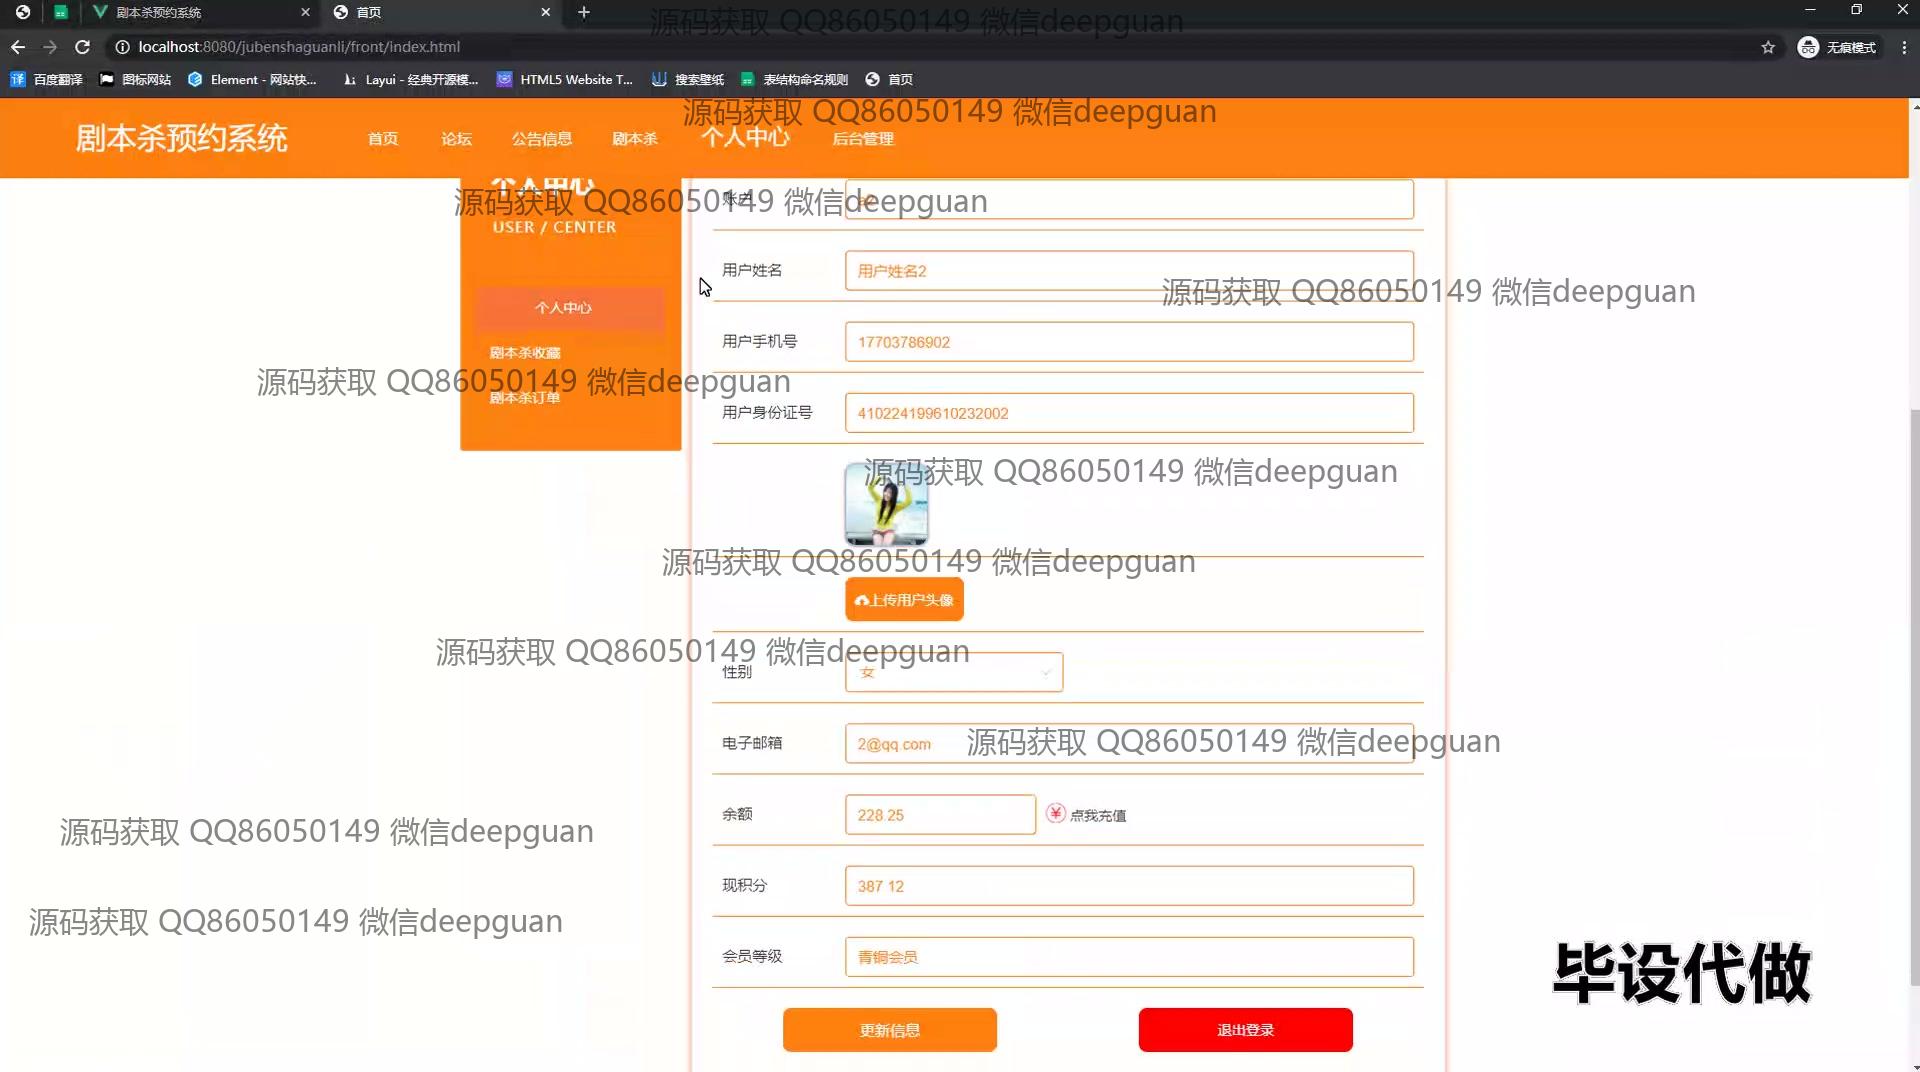 剧本杀预约系统
首页
localhost:8080/jubenshaguanli/front/index.html
无痕模式
百度翻译
图标网站
Element - 网站快...
Layui - 经典开源模...
HTML5 Website T...
搜索壁纸
表结构命名规则
首页
源码获取 QQ86050149 微信deepguan
源码获取 QQ86050149 微信deepguan
剧本杀预约系统
首页
论坛
公告信息
剧本杀
个人中心
后台管理
个人中心
源码获取 QQ86050149 微信deepguan
账户
USER / CENTER
用户姓名
用户姓名2
源码获取 QQ86050149 微信deepguan
个人中心
用户手机号
17703786902
剧本杀收藏
源码获取 QQ86050149 微信deepguan
剧本杀订单
用户身份证号
410224199610232002
源码获取 QQ86050149 微信deepguan
源码获取 QQ86050149 微信deepguan
上传用户头像
源码获取 QQ86050149 微信deepguan
性别
女
电子邮箱
2@qq com
源码获取 QQ86050149 微信deepguan
余额
228 25
¥ 点我充值
源码获取 QQ86050149 微信deepguan
现积分
387 12
源码获取 QQ86050149 微信deepguan
会员等级
青铜会员
毕设代做
更新信息
退出登录